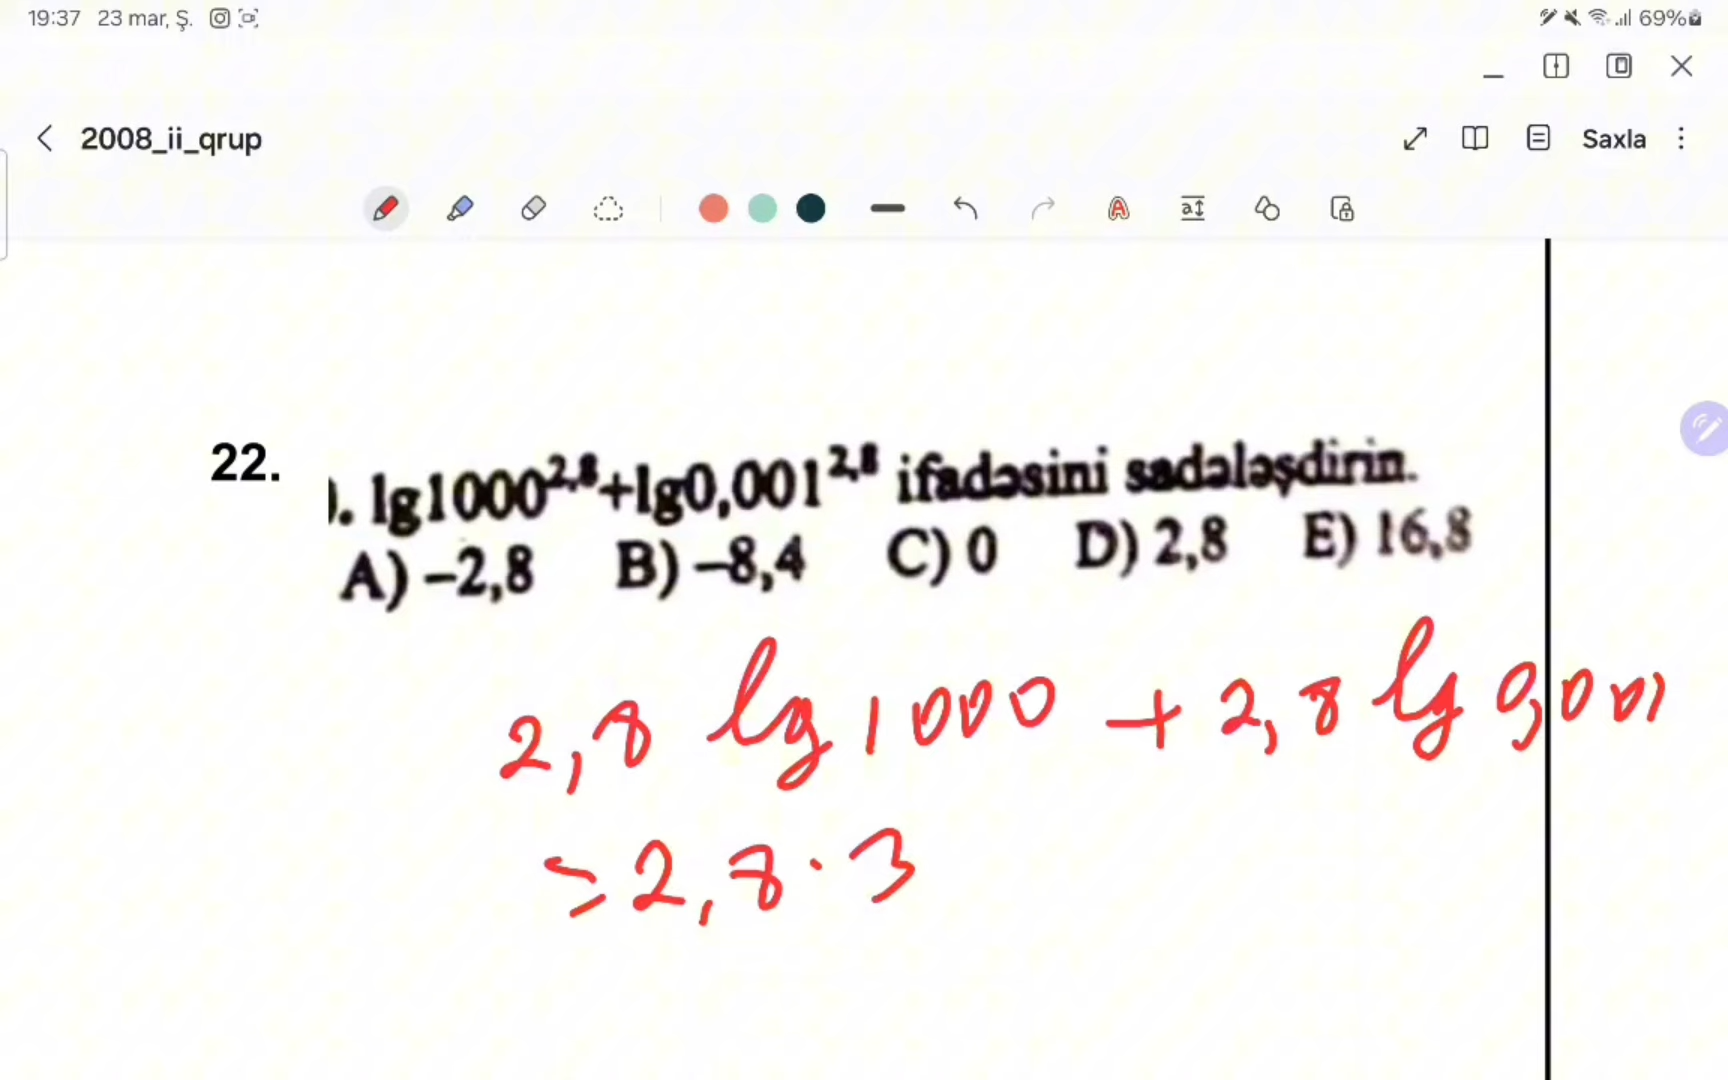 19:37 23 mar, Ş. 69%
2008_ii_qrup Saxla
22. ). lg1000^2,8+lg0,001^2,8 ifadəsini sadələşdirin.
A) –2,8 B) –8,4 C) 0 D) 2,8 E) 16,8
2,8 lg 1000 + 2,8 lg 0,001
= 2,8 · 3